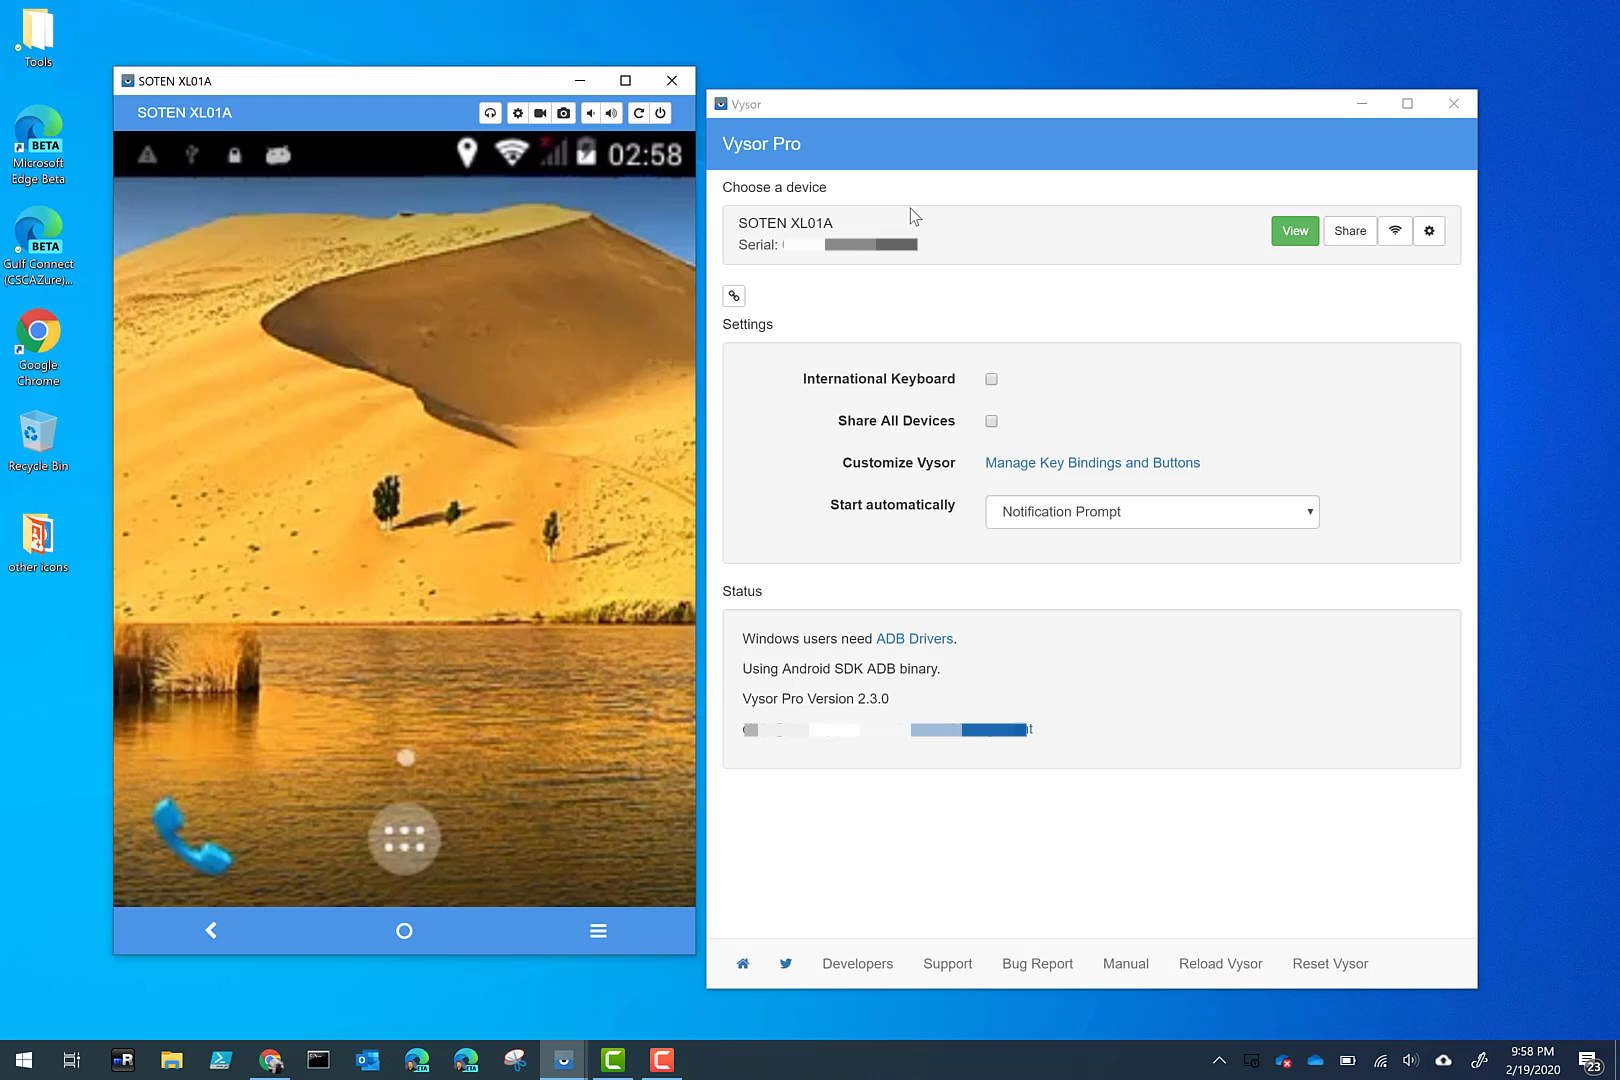 Tools
BETA
Microsoft
Edge Beta
BETA
Gulf Connect
(CSCAZure)...
Google
Chrome
Recycle Bin
other icons
SOTEN XL01A
SOTEN XL01A
02:58
Vysor
Vysor Pro
Choose a device
SOTEN XL01A
Serial:
View
Share
Settings
International Keyboard
Share All Devices
Customize Vysor
Manage Key Bindings and Buttons
Start automatically
Notification Prompt
Status
Windows users need ADB Drivers.
Using Android SDK ADB binary.
Vysor Pro Version 2.3.0
Developers
Support
Bug Report
Manual
Reload Vysor
Reset Vysor
mR
BETA
BETA
9:58 PM
2/19/2020
23